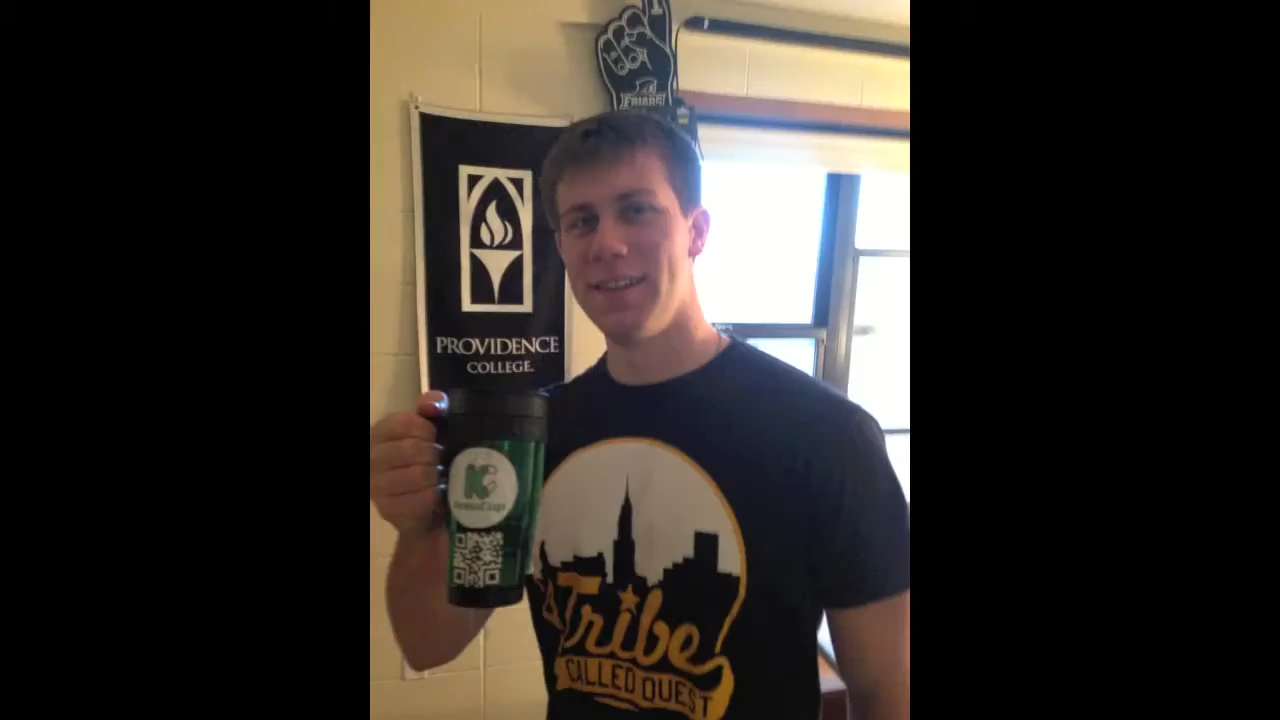 FRIARS
PROVIDENCE
COLLEGE.
A
Tribe
CALLED QUEST